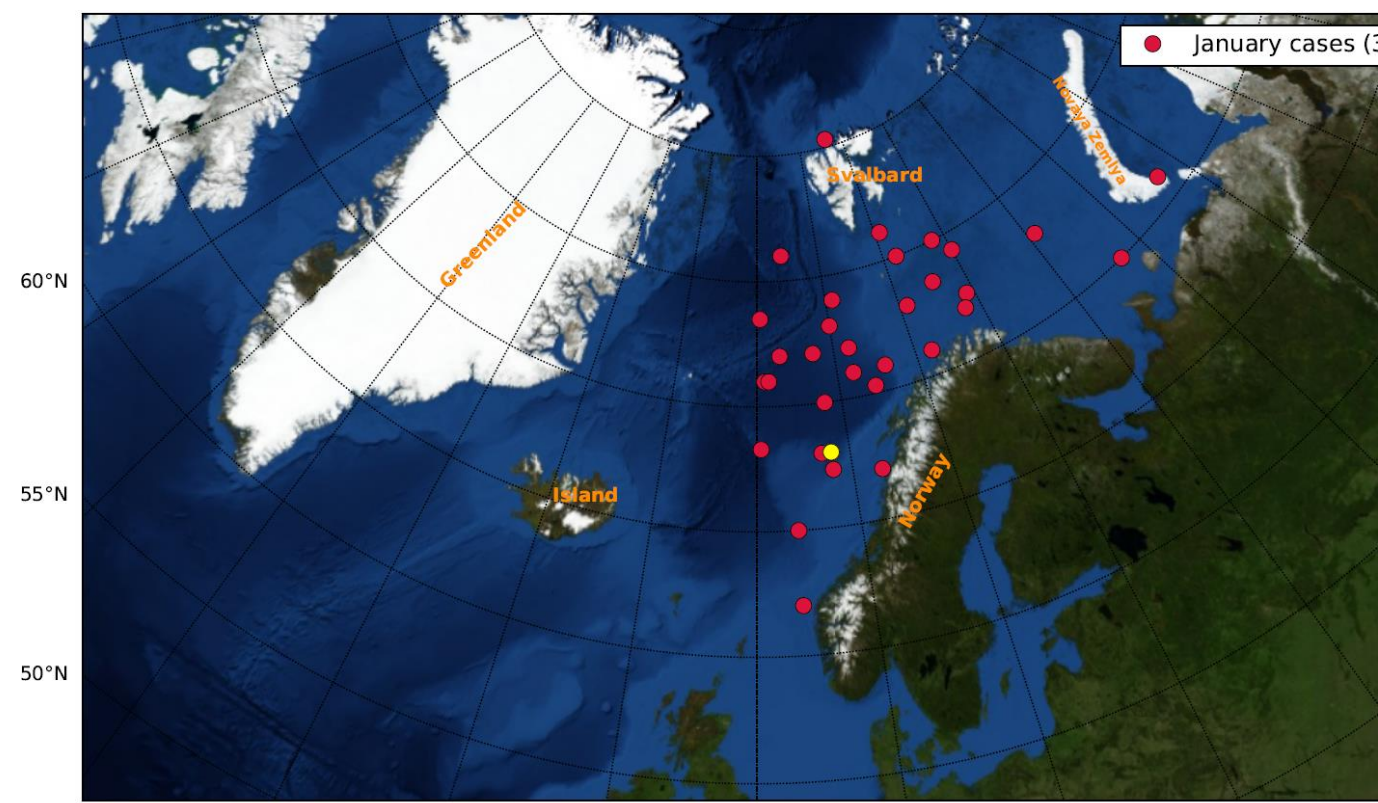 January cases (3
Novaya Zemlya
Svalbard
Greenland
60°N
55°N
Island
Norway
50°N